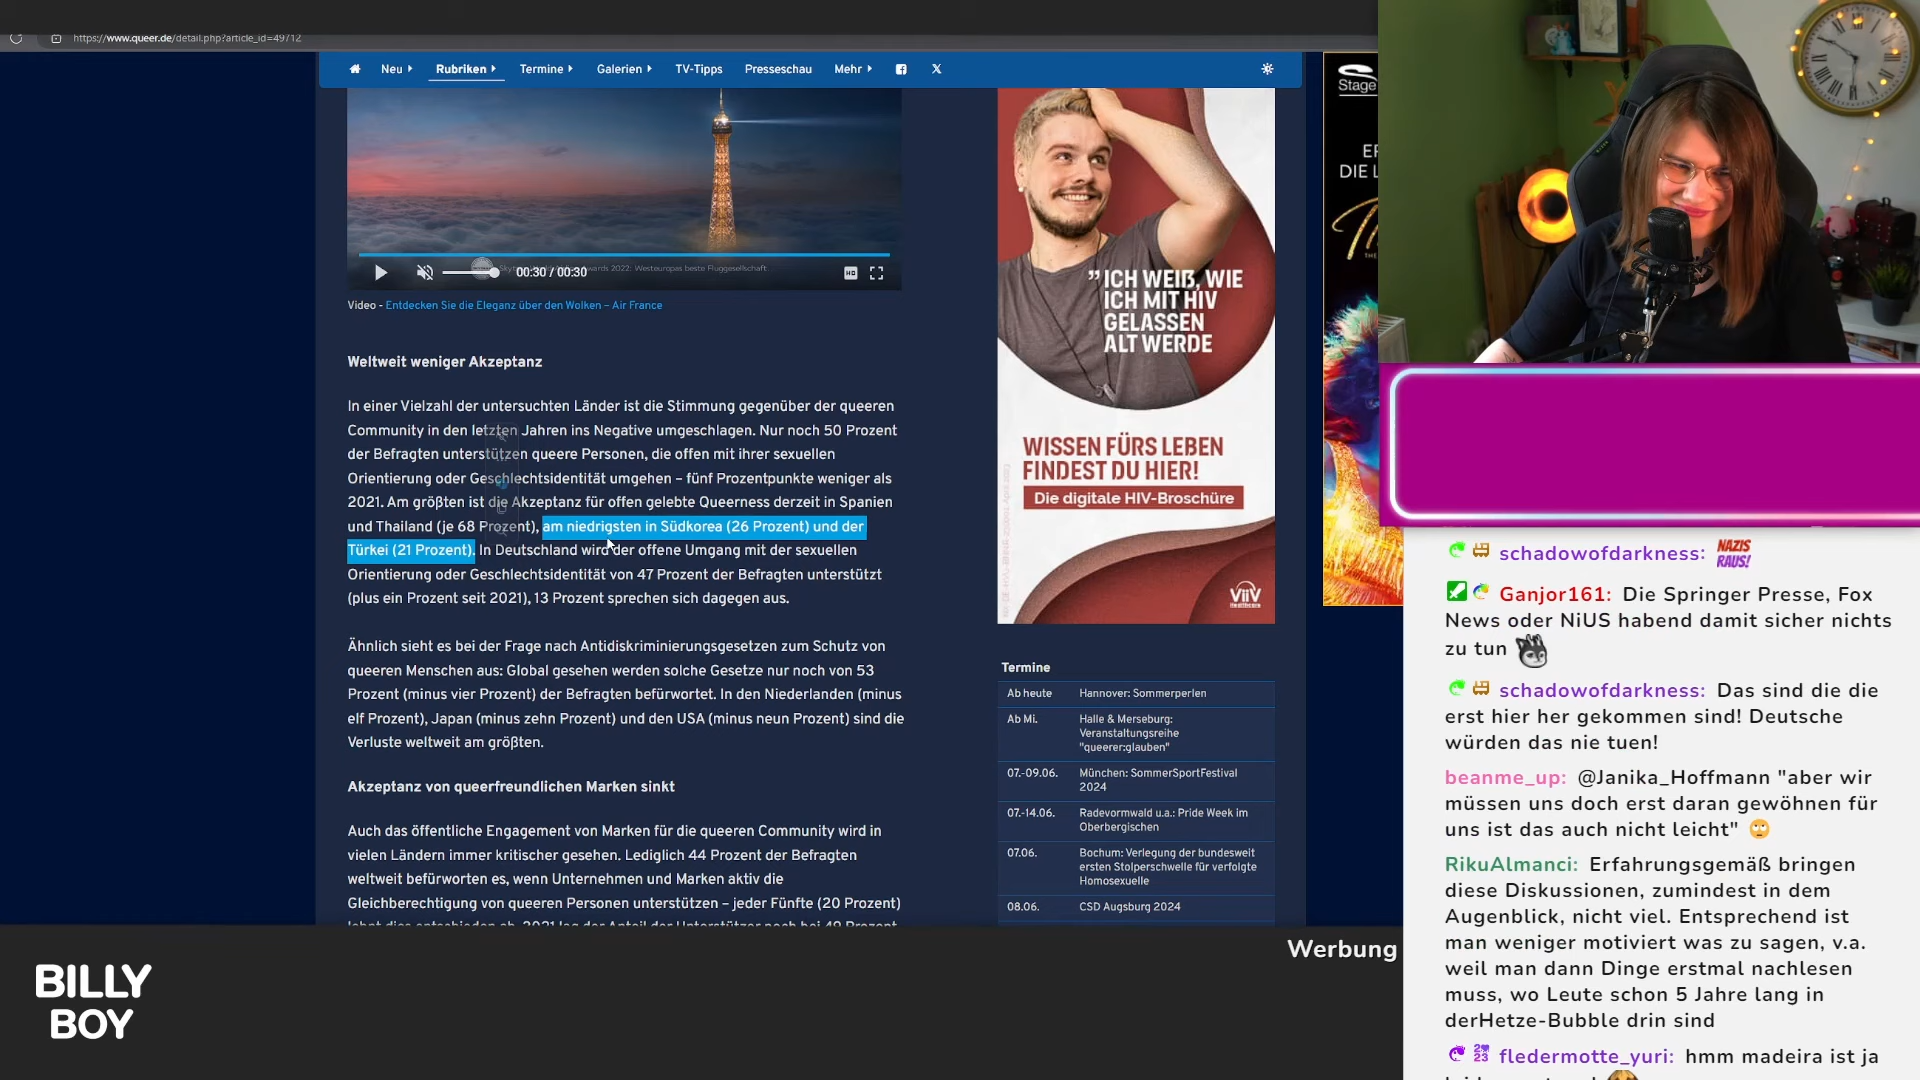 https://www.queer.de/detail.php?article_id=49712
Neu
Rubriken
Termine
Galerien
TV-Tipps
Presseschau
Mehr
00:30 / 00:30
HD
Video - Entdecken Sie die Eleganz über den Wolken – Air France
Weltweit weniger Akzeptanz
In einer Vielzahl der untersuchten Länder ist die Stimmung gegenüber der queeren
Community in den letzten Jahren ins Negative umgeschlagen. Nur noch 50 Prozent
der Befragten unterstützen queere Personen, die offen mit ihrer sexuellen
Orientierung oder Geschlechtsidentität umgehen – fünf Prozentpunkte weniger als
2021. Am größten ist die Akzeptanz für offen gelebte Queerness derzeit in Spanien
und Thailand (je 68 Prozent), am niedrigsten in Südkorea (26 Prozent) und der
Türkei (21 Prozent). In Deutschland wird der offene Umgang mit der sexuellen
Orientierung oder Geschlechtsidentität von 47 Prozent der Befragten unterstützt
(plus ein Prozent seit 2021), 13 Prozent sprechen sich dagegen aus.
Ähnlich sieht es bei der Frage nach Antidiskriminierungsgesetzen zum Schutz von
queeren Menschen aus: Global gesehen werden solche Gesetze nur noch von 53
Prozent (minus vier Prozent) der Befragten befürwortet. In den Niederlanden (minus
elf Prozent), Japan (minus zehn Prozent) und den USA (minus neun Prozent) sind die
Verluste weltweit am größten.
Akzeptanz von queerfreundlichen Marken sinkt
Auch das öffentliche Engagement von Marken für die queeren Community wird in
vielen Ländern immer kritischer gesehen. Lediglich 44 Prozent der Befragten
weltweit befürworten es, wenn Unternehmen und Marken aktiv die
Gleichberechtigung von queeren Personen unterstützen – jeder Fünfte (20 Prozent)
" ICH WEIß, WIE
ICH MIT HIV
GELASSEN
ALT WERDE
WISSEN FÜRS LEBEN
FINDEST DU HIER!
Die digitale HIV-Broschüre
ViiV
Healthcare
Termine
Ab heute Hannover: Sommerperlen
Ab Mi. Halle & Merseburg:
Veranstaltungsreihe
"queerer:glauben"
07.-09.06. München: SommerSportFestival
2024
07.-14.06. Radevormwald u.a.: Pride Week im
Oberbergischen
07.06. Bochum: Verlegung der bundesweit
ersten Stolperschwelle für verfolgte
Homosexuelle
08.06. CSD Augsburg 2024
Stage
DIE L
schadowofdarkness: NAZIS
RAUS!
Ganjor161: Die Springer Presse, Fox
News oder NiUS habend damit sicher nichts
zu tun
schadowofdarkness: Das sind die die
erst hier her gekommen sind! Deutsche
würden das nie tuen!
beanme_up: @Janika_Hoffmann "aber wir
müssen uns doch erst daran gewöhnen für
uns ist das auch nicht leicht"
RikuAlmanci: Erfahrungsgemäß bringen
diese Diskussionen, zumindest in dem
Augenblick, nicht viel. Entsprechend ist
man weniger motiviert was zu sagen, v.a.
weil man dann Dinge erstmal nachlesen
muss, wo Leute schon 5 Jahre lang in
derHetze-Bubble drin sind
fledermotte_yuri: hmm madeira ist ja
Werbung
BILLY
BOY